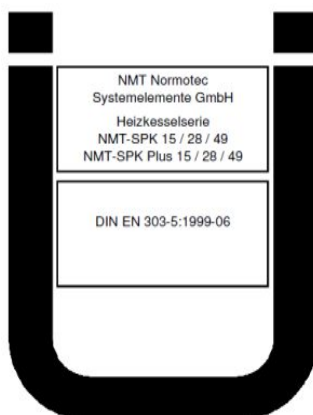 NMT Normotec
Systemelemente GmbH
Heizkesselserie
NMT-SPK 15 / 28 / 49
NMT-SPK Plus 15 / 28 / 49
DIN EN 303-5:1999-06